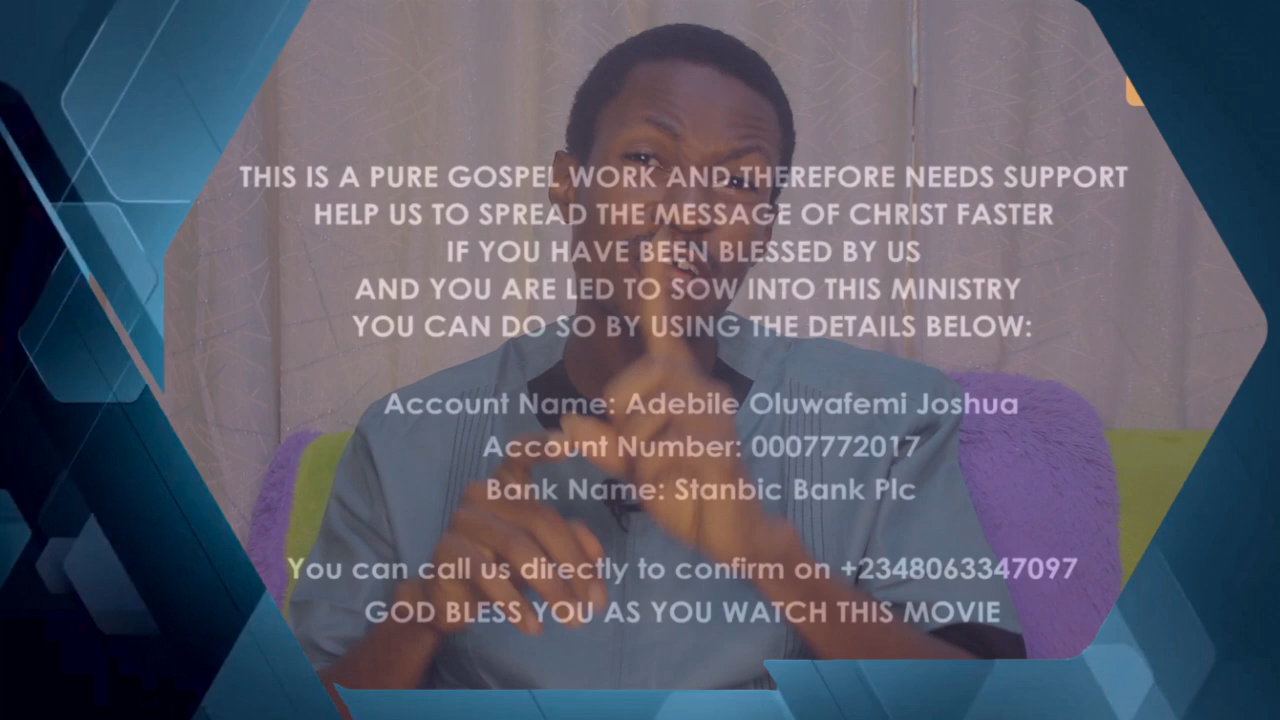 THIS IS A PURE GOSPEL WORK AND THEREFORE NEEDS SUPPORT
HELP US TO SPREAD THE MESSAGE OF CHRIST FASTER
IF YOU HAVE BEEN BLESSED BY US
AND YOU ARE LED TO SOW INTO THIS MINISTRY
YOU CAN DO SO BY USING THE DETAILS BELOW:
Account Name: Adebile Oluwafemi Joshua
Account Number: 0007772017
Bank Name: Stanbic Bank Plc
You can call us directly to confirm on +2348063347097
GOD BLESS YOU AS YOU WATCH THIS MOVIE